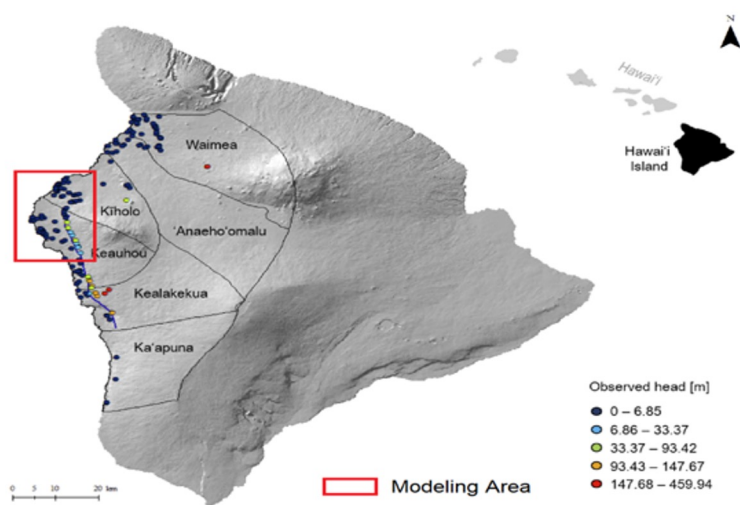 N
Hawai'i
Hawai'i
Island
Waimea
Kīholo
'Anaeho'omalu
Keauhou
Kealakekua
Ka'apuna
Observed head [m]
0 – 6.85
6.86 – 33.37
33.37 – 93.42
93.43 – 147.67
147.68 – 459.94
Modeling Area
0 5 10 20 km